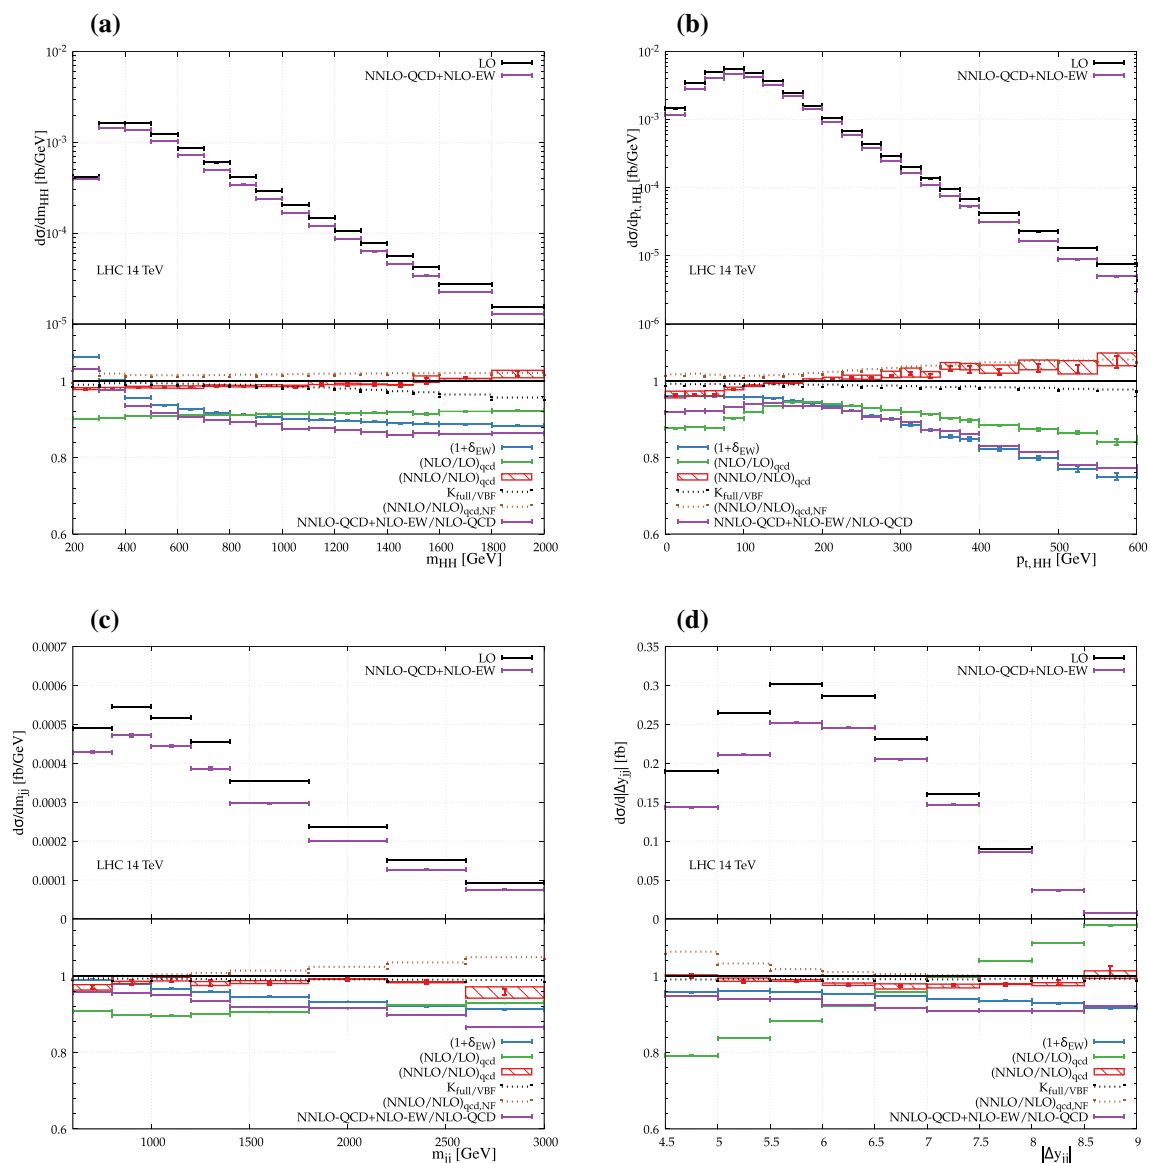 (a)
10^-2
LO
NNLO-QCD+NLO-EW
10^-3
dσ/dm_HH [fb/GeV]
10^-4
LHC 14 TeV
10^-5
1
0.8
(1+δ_EW)
(NLO/LO)_qcd
(NNLO/NLO)_qcd
K_full/VBF
(NNLO/NLO)_qcd,NF
NNLO-QCD+NLO-EW/NLO-QCD
0.6
200 400 600 800 1000 1200 1400 1600 1800 2000
m_HH [GeV]
(b)
10^-2
LO
NNLO-QCD+NLO-EW
10^-3
dσ/dp_t,HH [fb/GeV]
10^-4
10^-5
LHC 14 TeV
10^-6
1
0.8
(1+δ_EW)
(NLO/LO)_qcd
(NNLO/NLO)_qcd
K_full/VBF
(NNLO/NLO)_qcd,NF
NNLO-QCD+NLO-EW/NLO-QCD
0.6
0 100 200 300 400 500 600
p_t,HH [GeV]
(c)
0.0007
LO
NNLO-QCD+NLO-EW
0.0006
0.0005
0.0004
dσ/dm_jj [fb/GeV]
0.0003
0.0002
LHC 14 TeV
0.0001
0
1
0.8
(1+δ_EW)
(NLO/LO)_qcd
(NNLO/NLO)_qcd
K_full/VBF
(NNLO/NLO)_qcd,NF
NNLO-QCD+NLO-EW/NLO-QCD
0.6
1000 1500 2000 2500 3000
m_jj [GeV]
(d)
0.35
LO
NNLO-QCD+NLO-EW
0.3
0.25
0.2
dσ/d|Δy_jj| [fb]
0.15
0.1
LHC 14 TeV
0.05
0
1
0.8
(1+δ_EW)
(NLO/LO)_qcd
(NNLO/NLO)_qcd
K_full/VBF
(NNLO/NLO)_qcd,NF
NNLO-QCD+NLO-EW/NLO-QCD
0.6
4.5 5 5.5 6 6.5 7 7.5 8 8.5 9
|Δy_jj|